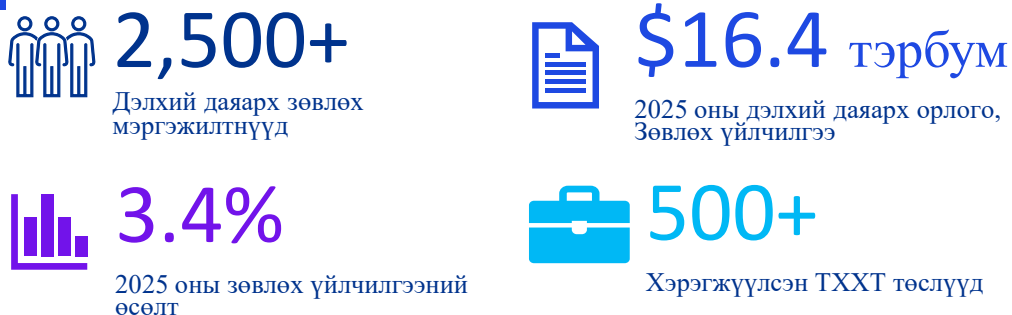 2,500+
Дэлхий даяарх зөвлөх
мэргэжилтнүүд
$16.4 тэрбум
2025 оны дэлхий даяарх орлого,
Зөвлөх үйлчилгээ
3.4%
2025 оны зөвлөх үйлчилгээний
өсөлт
500+
Хэрэгжүүлсэн ТХХТ төслүүд